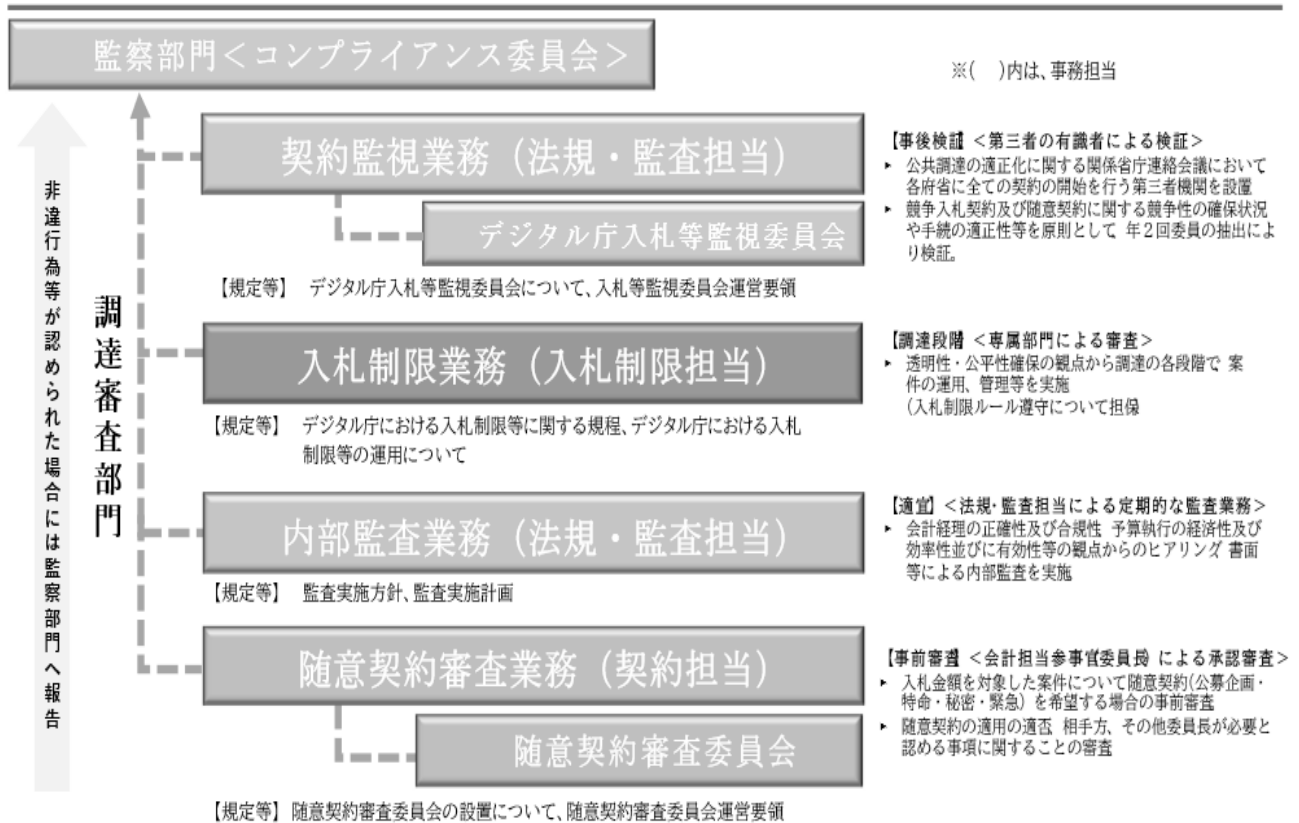 監察部門＜コンプライアンス委員会＞
※( )内は、事務担当
非違行為等が認められた場合には監察部門へ報告
調達審査部門
契約監視業務（法規・監査担当）
デジタル庁入札等監視委員会
【規定等】 デジタル庁入札等監視委員会について、入札等監視委員会運営要領
【事後検証】＜第三者の有識者による検証＞
▶ 公共調達の適正化に関する関係省庁連絡会議において
各府省に全ての契約の開始を行う第三者機関を設置
▶ 競争入札契約及び随意契約に関する競争性の確保状況
や手続の適正性等を原則として 年２回委員の抽出によ
り検証。
入札制限業務（入札制限担当）
【規定等】 デジタル庁における入札制限等に関する規程、デジタル庁における入札
制限等の運用について
【調達段階】＜専属部門による審査＞
▶ 透明性・公平性確保の観点から調達の各段階で 案
件の運用、管理等を実施
(入札制限ルール遵守について担保
内部監査業務（法規・監査担当）
【規定等】 監査実施方針、監査実施計画
【適宜】＜法規・監査担当による定期的な監査業務＞
▶ 会計経理の正確性及び合規性 予算執行の経済性及び
効率性並びに有効性等の観点からのヒアリング 書面
等による内部監査を実施
随意契約審査業務（契約担当）
随意契約審査委員会
【規定等】 随意契約審査委員会の設置について、随意契約審査委員会運営要領
【事前審査】＜会計担当参事官委員長 による承認審査＞
▶ 入札金額を対象した案件について随意契約(公募企画・
特命・秘密・緊急) を希望する場合の事前審査
▶ 随意契約の適用の適否 相手方、その他委員長が必要と
認める事項に関することの審査